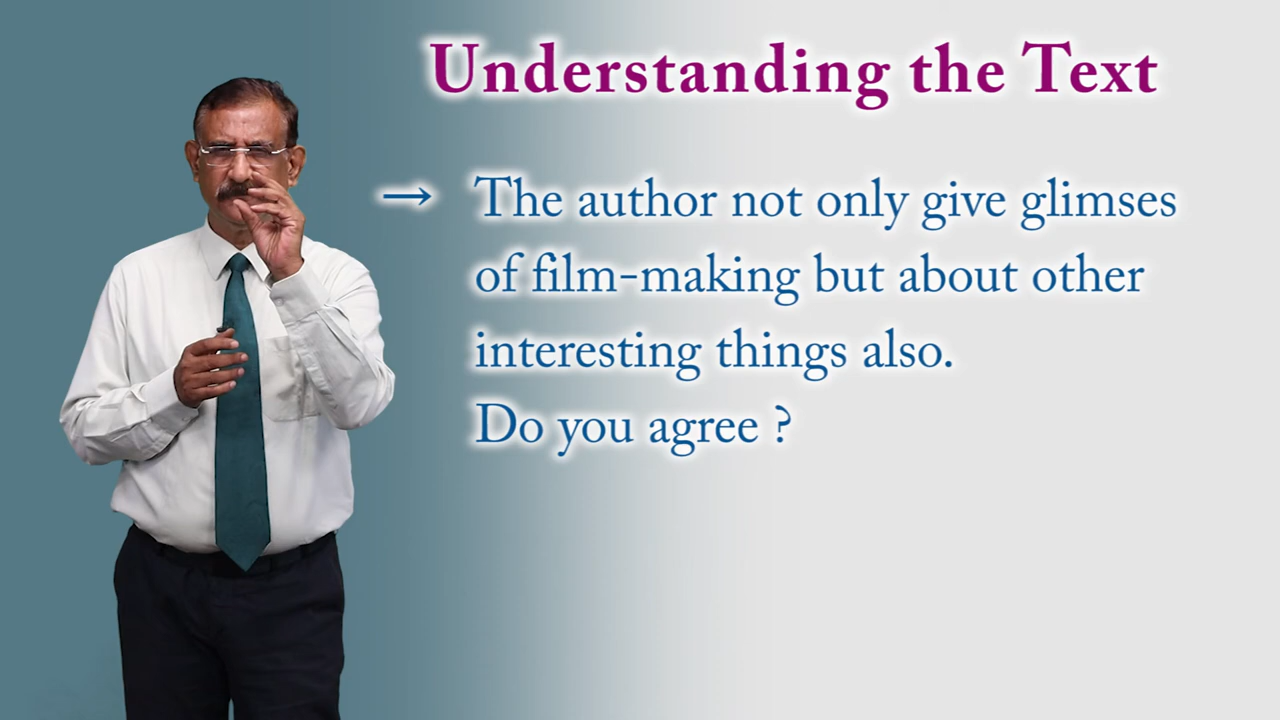 Understanding the Text
→ The author not only give glimses
of film-making but about other
interesting things also.
Do you agree ?